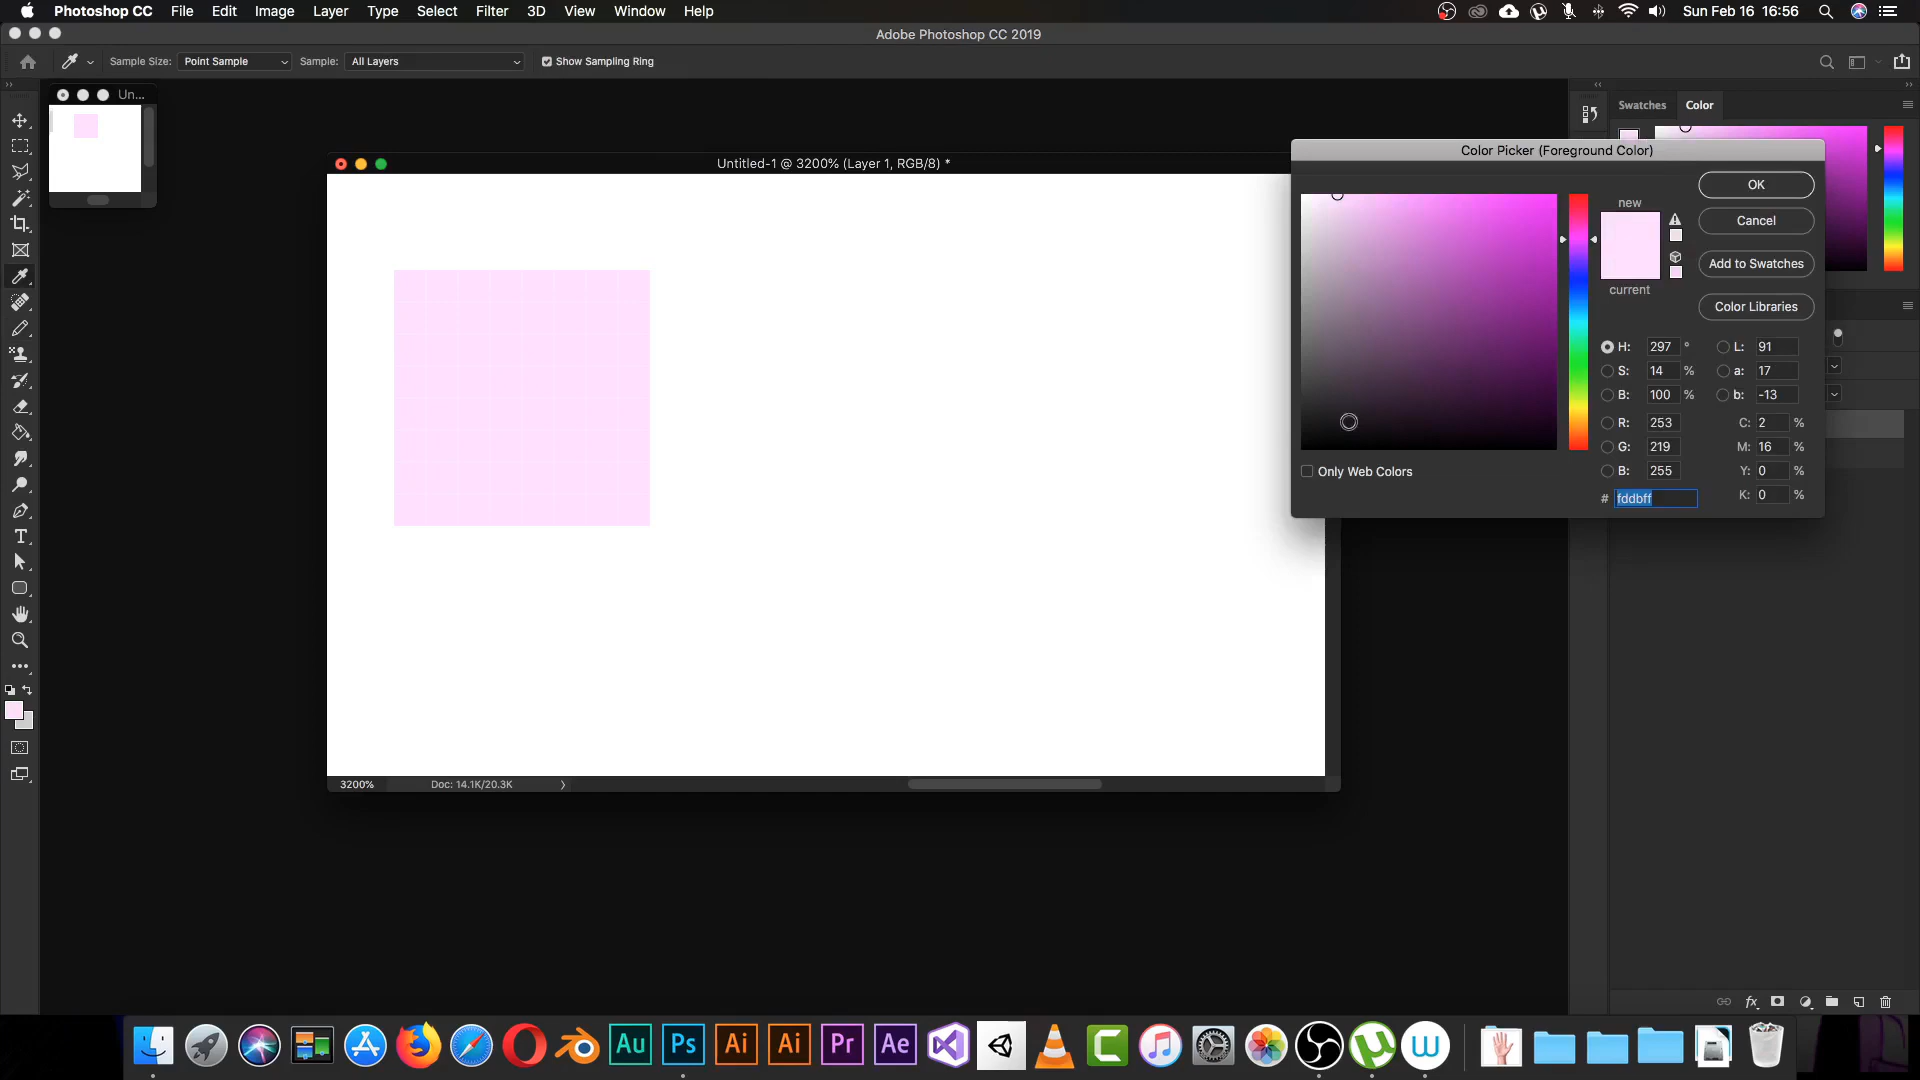 Photoshop CC File Edit Image Layer Type Select Filter 3D View Window Help Sun Feb 16 16:56
Adobe Photoshop CC 2019
Sample Size: Point Sample Sample: All Layers Show Sampling Ring
Un...
Swatches Color
Untitled-1 @ 3200% (Layer 1, RGB/8) *
Color Picker (Foreground Color)
new
current
OK
Cancel
Add to Swatches
Color Libraries
H: 297 °
S: 14 %
B: 100 %
R: 253
G: 219
B: 255
# fddbff
L: 91
a: 17
b: -13
C: 2 %
M: 16 %
Y: 0 %
K: 0 %
Only Web Colors
3200% Doc: 14.1K/20.3K
fx
Au Ps Ai Ai Pr Ae